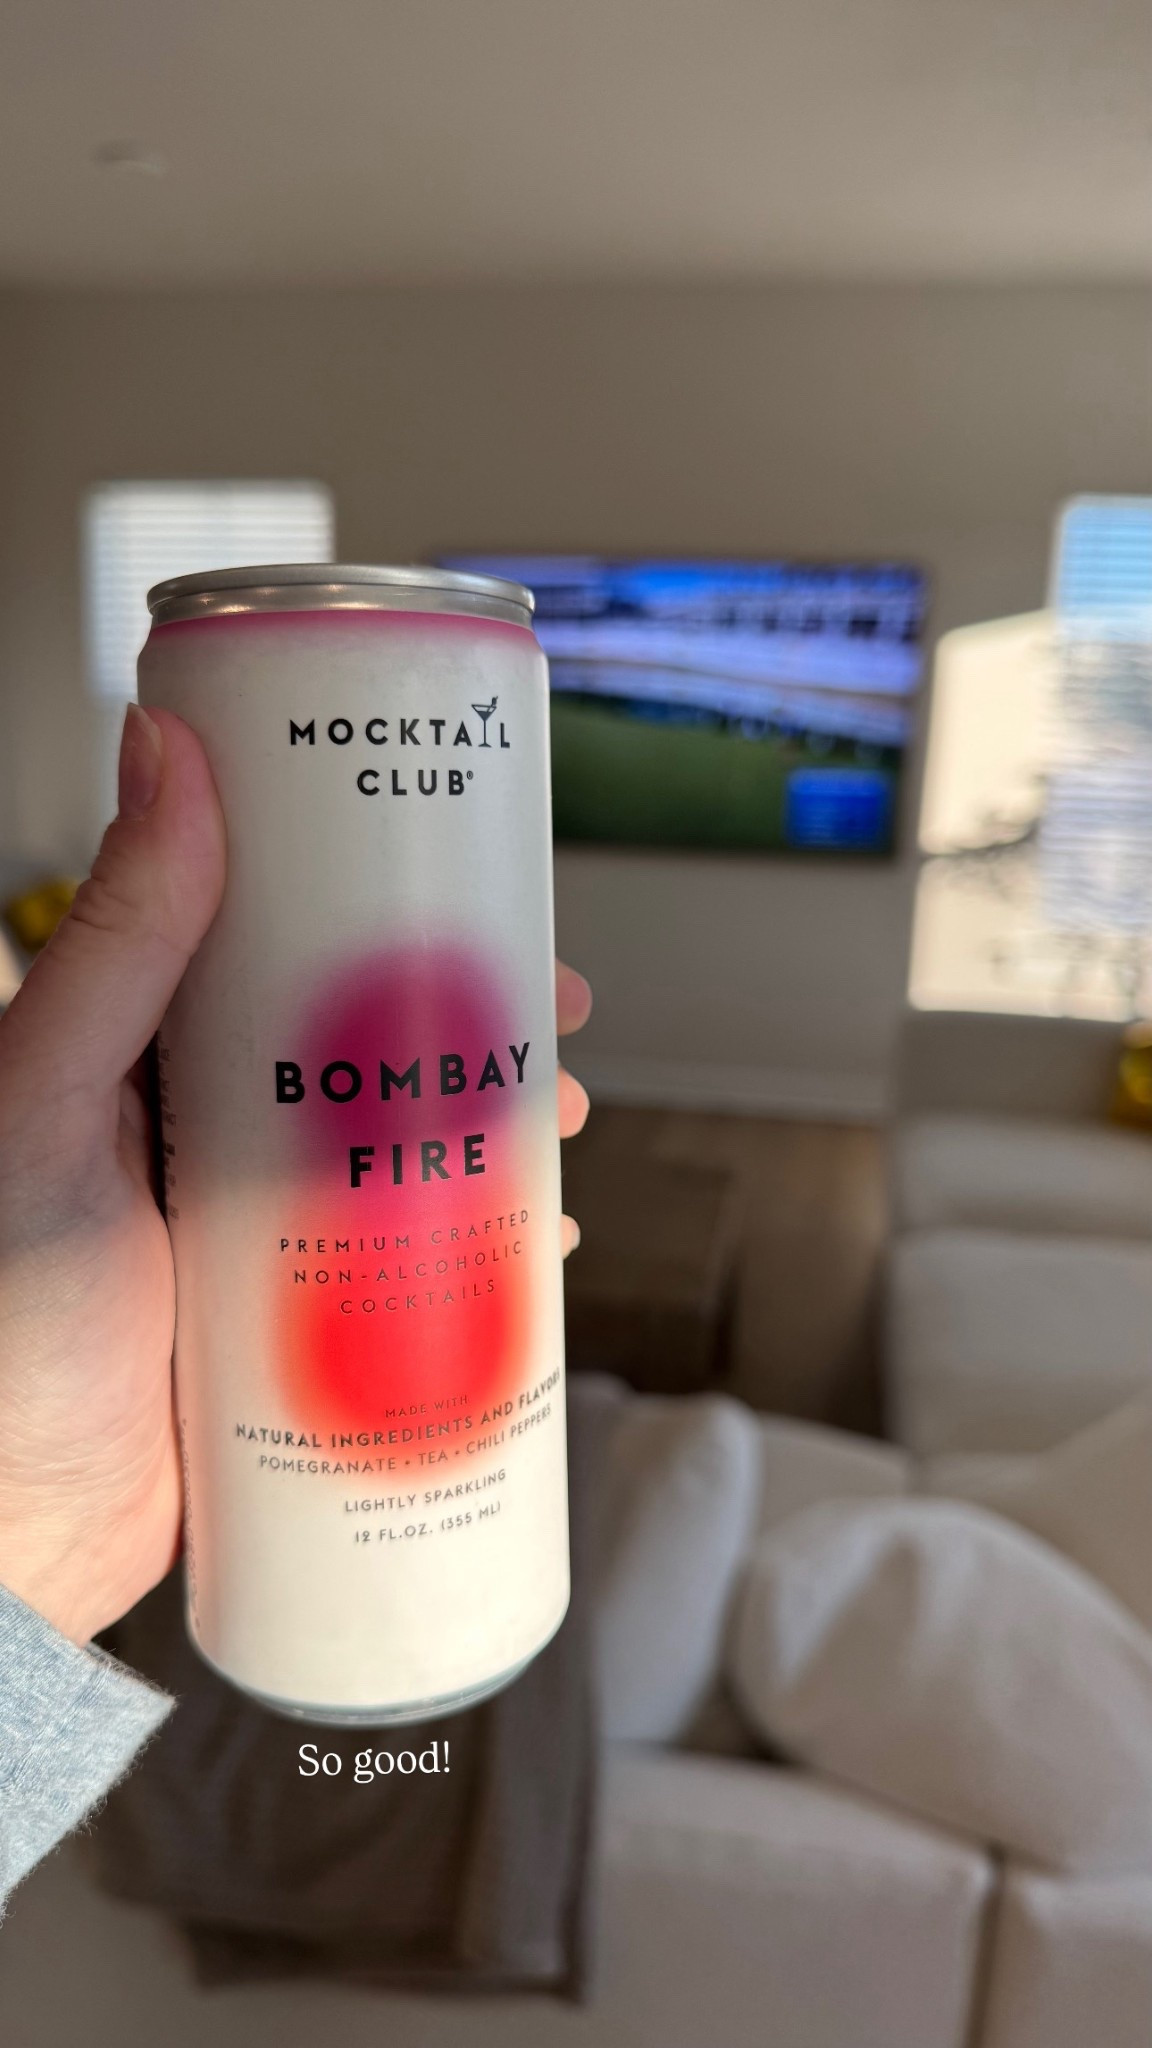 MOCKTAIL
CLUB®
BOMBAY
FIRE
PREMIUM CRAFTED
NON-ALCOHOLIC
COCKTAILS
MADE WITH
NATURAL INGREDIENTS AND FLAVORS
POMEGRANATE • TEA • CHILI PEPPERS
LIGHTLY SPARKLING
12 FL.OZ. (355 ML)
So good!